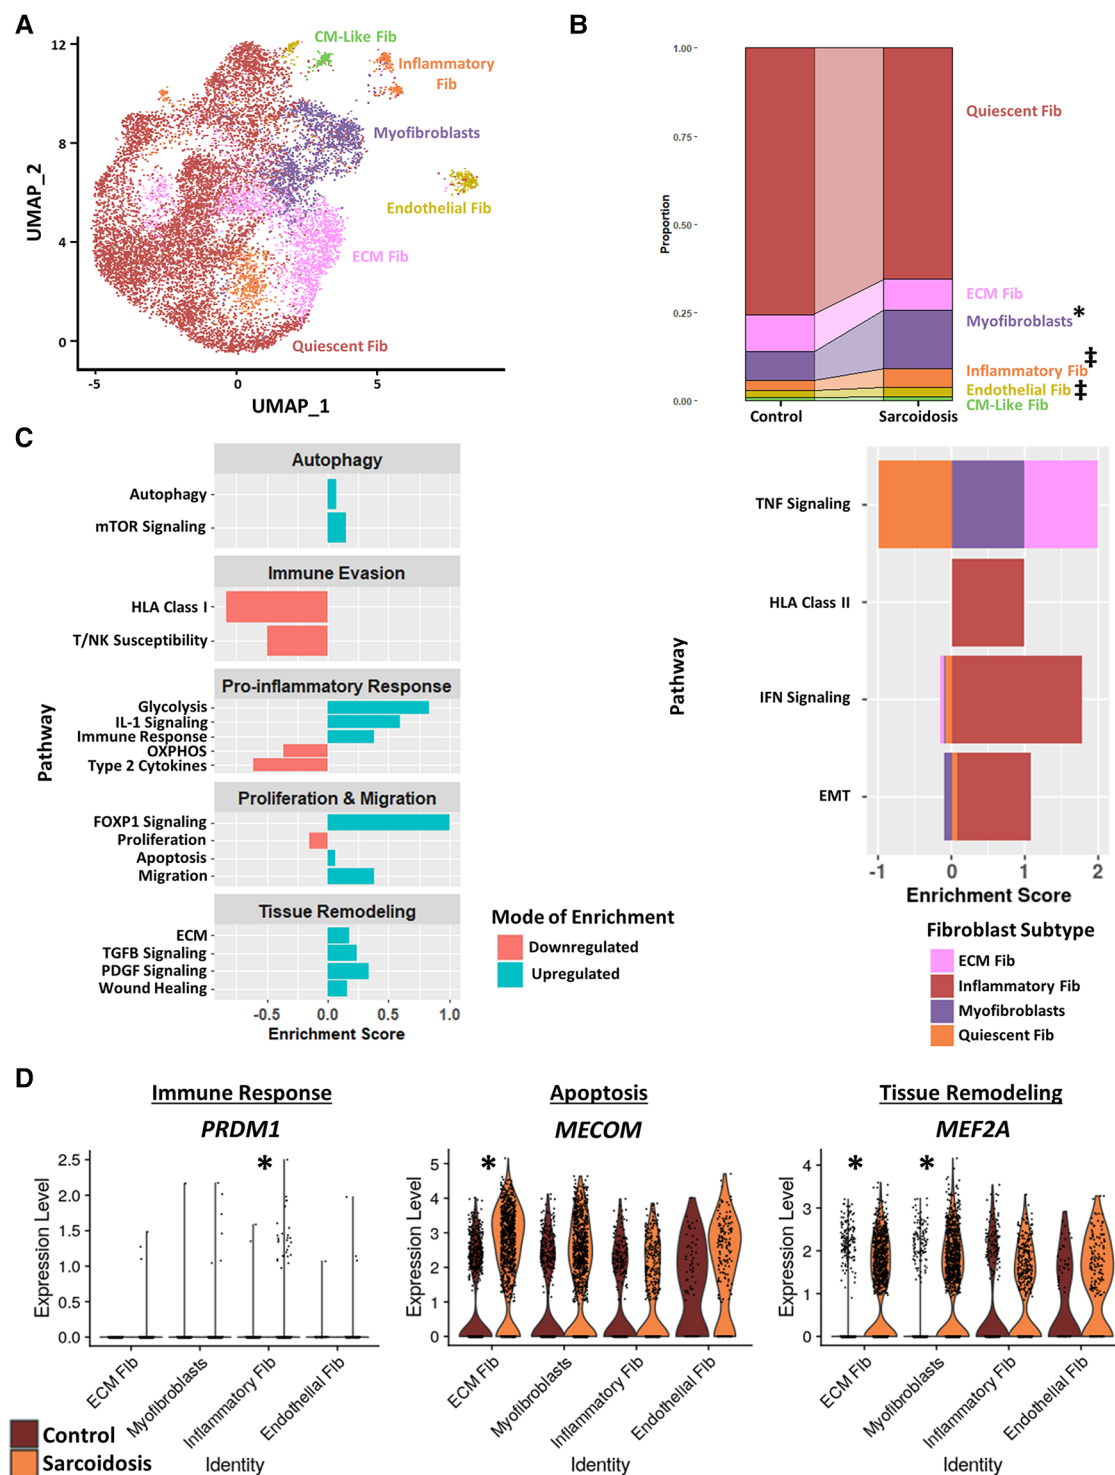 A
12
8
4
0
-5
0
5
UMAP_2
UMAP_1
CM-Like Fib
Inflammatory
Fib
Myofibroblasts
Endothelial Fib
ECM Fib
Quiescent Fib
B
1.00
0.75
0.50
0.25
0.00
Proportion
Control
Sarcoidosis
Quiescent Fib
ECM Fib
Myofibroblasts*
Inflammatory Fib‡
Endothelial Fib ‡
CM-Like Fib
C
Pathway
Autophagy
Autophagy
mTOR Signaling
Immune Evasion
HLA Class I
T/NK Susceptibility
Pro-inflammatory Response
Glycolysis
IL-1 Signaling
Immune Response
OXPHOS
Type 2 Cytokines
Proliferation & Migration
FOXP1 Signaling
Proliferation
Apoptosis
Migration
Tissue Remodeling
ECM
TGFB Signaling
PDGF Signaling
Wound Healing
-0.5 0.0 0.5 1.0
Enrichment Score
Mode of Enrichment
Downregulated
Upregulated
Pathway
TNF Signaling
HLA Class II
IFN Signaling
EMT
-1 0 1 2
Enrichment Score
Fibroblast Subtype
ECM Fib
Inflammatory Fib
Myofibroblasts
Quiescent Fib
D
Immune Response
PRDM1
*
Expression Level
2.5
2.0
1.5
1.0
0.5
0.0
ECM Fib
Myofibroblasts
Inflammatory Fib
Endothelial Fib
Identity
Apoptosis
MECOM
*
Expression Level
5
4
3
2
1
0
ECM Fib
Myofibroblasts
Inflammatory Fib
Endothelial Fib
Identity
Tissue Remodeling
MEF2A
* *
Expression Level
4
3
2
1
0
ECM Fib
Myofibroblasts
Inflammatory Fib
Endothelial Fib
Identity
Control
Sarcoidosis